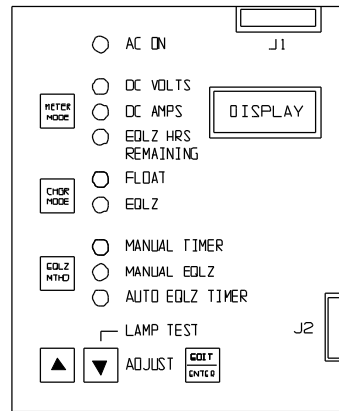 AC ON
J1
DC VOLTS
METER
MODE
DC AMPS
DISPLAY
EQLZ HRS
REMAINING
FLOAT
CHGR
MODE
EQLZ
MANUAL TIMER
EQLZ
MTHD
MANUAL EQLZ
AUTO EQLZ TIMER
LAMP TEST
J2
ADJUST
EDIT
ENTER